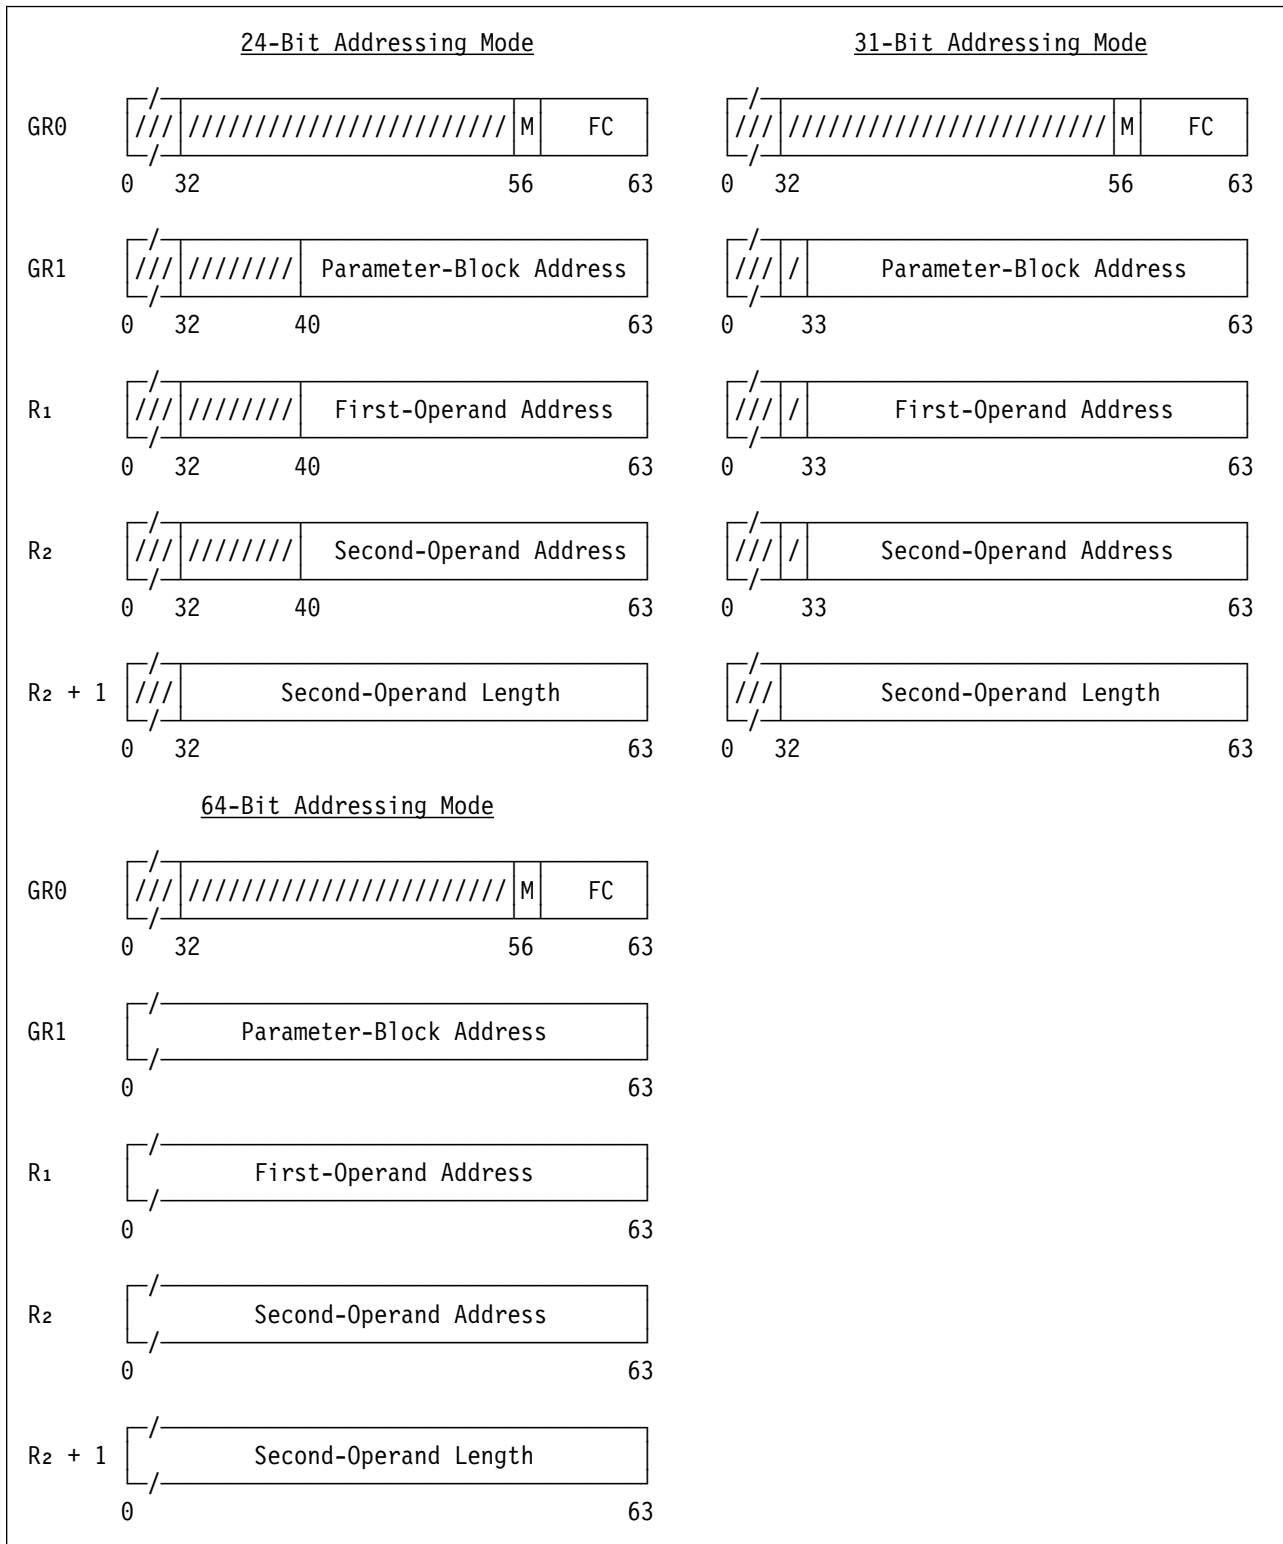 24-Bit Addressing Mode 31-Bit Addressing Mode
GR0 /// //////////////////////// M FC /// //////////////////////// M FC
0 32 56 63 0 32 56 63
GR1 /// //////// Parameter-Block Address /// / Parameter-Block Address
0 32 40 63 0 33 63
R₁ /// //////// First-Operand Address /// / First-Operand Address
0 32 40 63 0 33 63
R₂ /// //////// Second-Operand Address /// / Second-Operand Address
0 32 40 63 0 33 63
R₂ + 1 /// Second-Operand Length /// Second-Operand Length
0 32 63 0 32 63
64-Bit Addressing Mode
GR0 /// //////////////////////// M FC
0 32 56 63
GR1 Parameter-Block Address
0 63
R₁ First-Operand Address
0 63
R₂ Second-Operand Address
0 63
R₂ + 1 Second-Operand Length
0 63